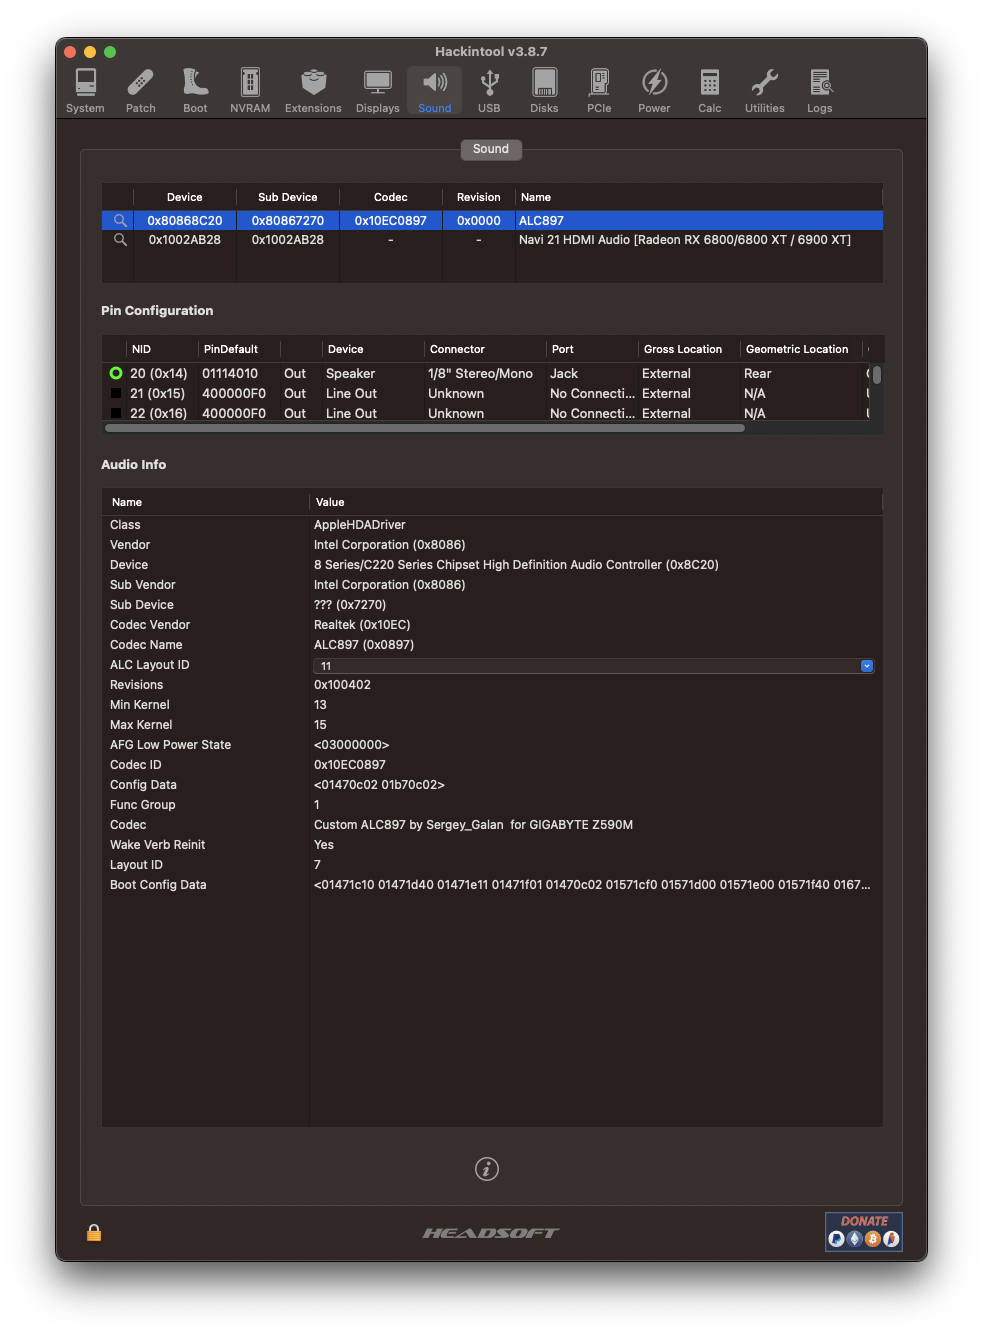 Hackintool v3.8.7
System Patch Boot NVRAM Extensions Displays Sound USB Disks PCIe Power Calc Utilities Logs
Sound
Device Sub Device Codec Revision Name
0x80868C20 0x80867270 0x10EC0897 0x0000 ALC897
0x1002AB28 0x1002AB28 - - Navi 21 HDMI Audio [Radeon RX 6800/6800 XT / 6900 XT]
Pin Configuration
NID PinDefault Device Connector Port Gross Location Geometric Location
20 (0x14) 01114010 Out Speaker 1/8" Stereo/Mono Jack External Rear
21 (0x15) 400000F0 Out Line Out Unknown No Connecti... External N/A
22 (0x16) 400000F0 Out Line Out Unknown No Connecti... External N/A
Audio Info
Name Value
Class AppleHDADriver
Vendor Intel Corporation (0x8086)
Device 8 Series/C220 Series Chipset High Definition Audio Controller (0x8C20)
Sub Vendor Intel Corporation (0x8086)
Sub Device ??? (0x7270)
Codec Vendor Realtek (0x10EC)
Codec Name ALC897 (0x0897)
ALC Layout ID 11
Revisions 0x100402
Min Kernel 13
Max Kernel 15
AFG Low Power State <03000000>
Codec ID 0x10EC0897
Config Data <01470c02 01b70c02>
Func Group 1
Codec Custom ALC897 by Sergey_Galan  for GIGABYTE Z590M
Wake Verb Reinit Yes
Layout ID 7
Boot Config Data <01471c10 01471d40 01471e11 01471f01 01470c02 01571cf0 01571d00 01571e00 01571f40 0167...
HEADSOFT
DONATE